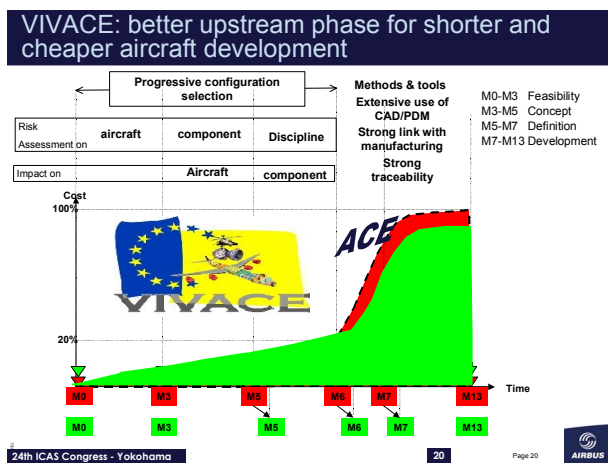 VIVACE: better upstream phase for shorter and
cheaper aircraft development
Progressive configuration
selection
Methods & tools
Extensive use of
CAD/PDM
Strong link with
manufacturing
Strong
traceability
M0-M3 Feasibility
M3-M5 Concept
M5-M7 Definition
M7-M13 Development
Risk
Assessment on
aircraft
component
Discipline
Impact on
Aircraft
component
Cost
100%
ACE
VIVACE
20%
Time
M0
M3
M5
M6
M7
M13
M0
M3
M5
M6
M7
M13
24th ICAS Congress - Yokohama
20
Page 20
AIRBUS